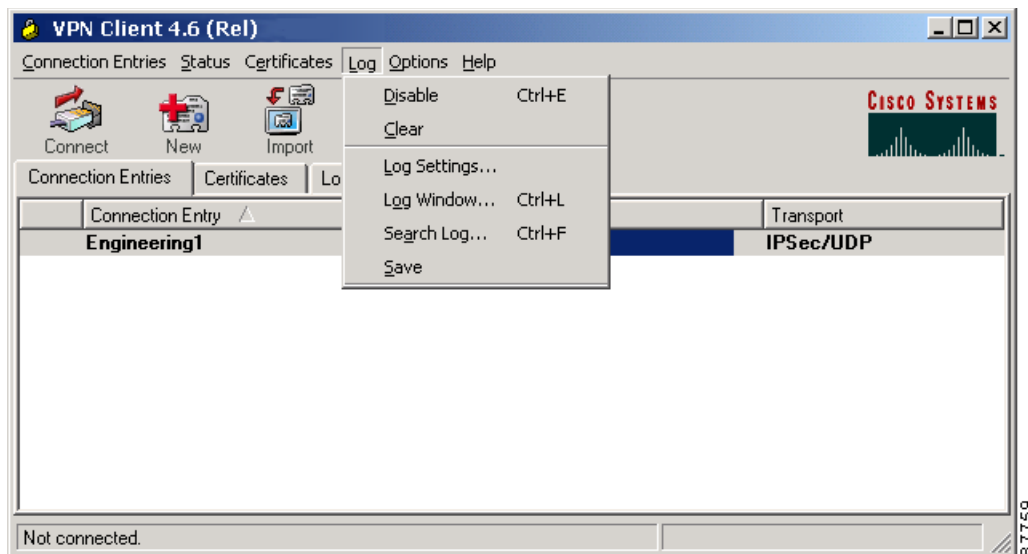 VPN Client 4.6 (Rel)
Connection Entries Status Certificates Log Options Help
Disable Ctrl+E
Clear
Log Settings...
Log Window... Ctrl+L
Search Log... Ctrl+F
Save
Connect New Import
CISCO SYSTEMS
Connection Entries Certificates Lo
Connection Entry Transport
Engineering1 IPSec/UDP
Not connected.